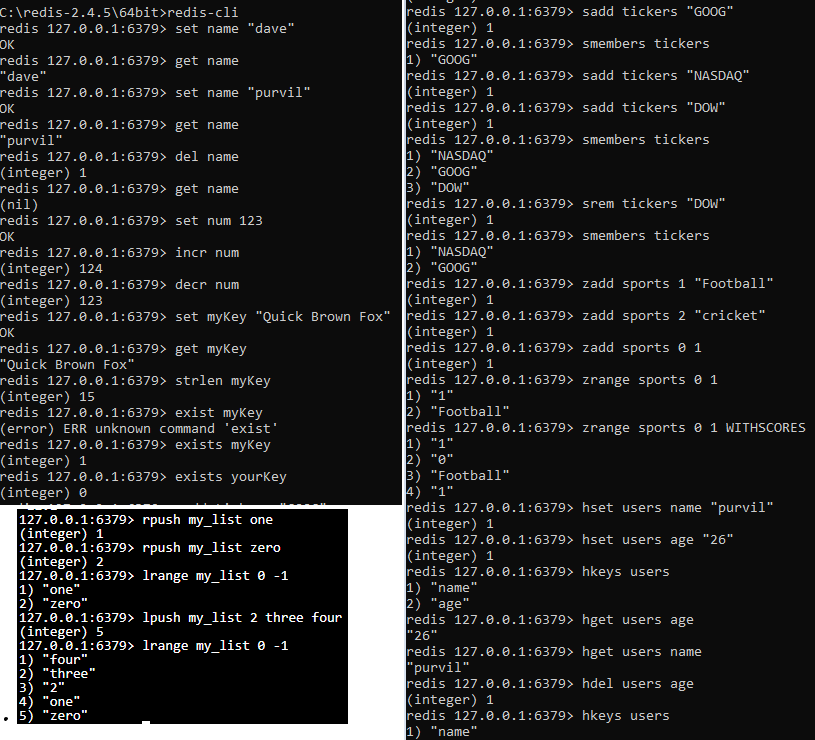 C:\redis-2.4.5\64bit>redis-cli
redis 127.0.0.1:6379> set name "dave"
OK
redis 127.0.0.1:6379> get name
"dave"
redis 127.0.0.1:6379> set name "purvil"
OK
redis 127.0.0.1:6379> get name
"purvil"
redis 127.0.0.1:6379> del name
(integer) 1
redis 127.0.0.1:6379> get name
(nil)
redis 127.0.0.1:6379> set num 123
OK
redis 127.0.0.1:6379> incr num
(integer) 124
redis 127.0.0.1:6379> decr num
(integer) 123
redis 127.0.0.1:6379> set myKey "Quick Brown Fox"
OK
redis 127.0.0.1:6379> get myKey
"Quick Brown Fox"
redis 127.0.0.1:6379> strlen myKey
(integer) 15
redis 127.0.0.1:6379> exist myKey
(error) ERR unknown command 'exist'
redis 127.0.0.1:6379> exists myKey
(integer) 1
redis 127.0.0.1:6379> exists yourKey
(integer) 0
127.0.0.1:6379> rpush my_list one
(integer) 1
127.0.0.1:6379> rpush my_list zero
(integer) 2
127.0.0.1:6379> lrange my_list 0 -1
1) "one"
2) "zero"
127.0.0.1:6379> lpush my_list 2 three four
(integer) 5
127.0.0.1:6379> lrange my_list 0 -1
1) "four"
2) "three"
3) "2"
4) "one"
5) "zero"
redis 127.0.0.1:6379> sadd tickers "GOOG"
(integer) 1
redis 127.0.0.1:6379> smembers tickers
1) "GOOG"
redis 127.0.0.1:6379> sadd tickers "NASDAQ"
(integer) 1
redis 127.0.0.1:6379> sadd tickers "DOW"
(integer) 1
redis 127.0.0.1:6379> smembers tickers
1) "NASDAQ"
2) "GOOG"
3) "DOW"
redis 127.0.0.1:6379> srem tickers "DOW"
(integer) 1
redis 127.0.0.1:6379> smembers tickers
1) "NASDAQ"
2) "GOOG"
redis 127.0.0.1:6379> zadd sports 1 "Football"
(integer) 1
redis 127.0.0.1:6379> zadd sports 2 "cricket"
(integer) 1
redis 127.0.0.1:6379> zadd sports 0 1
(integer) 1
redis 127.0.0.1:6379> zrange sports 0 1
1) "1"
2) "Football"
redis 127.0.0.1:6379> zrange sports 0 1 WITHSCORES
1) "1"
2) "0"
3) "Football"
4) "1"
redis 127.0.0.1:6379> hset users name "purvil"
(integer) 1
redis 127.0.0.1:6379> hset users age "26"
(integer) 1
redis 127.0.0.1:6379> hkeys users
1) "name"
2) "age"
redis 127.0.0.1:6379> hget users age
"26"
redis 127.0.0.1:6379> hget users name
"purvil"
redis 127.0.0.1:6379> hdel users age
(integer) 1
redis 127.0.0.1:6379> hkeys users
1) "name"